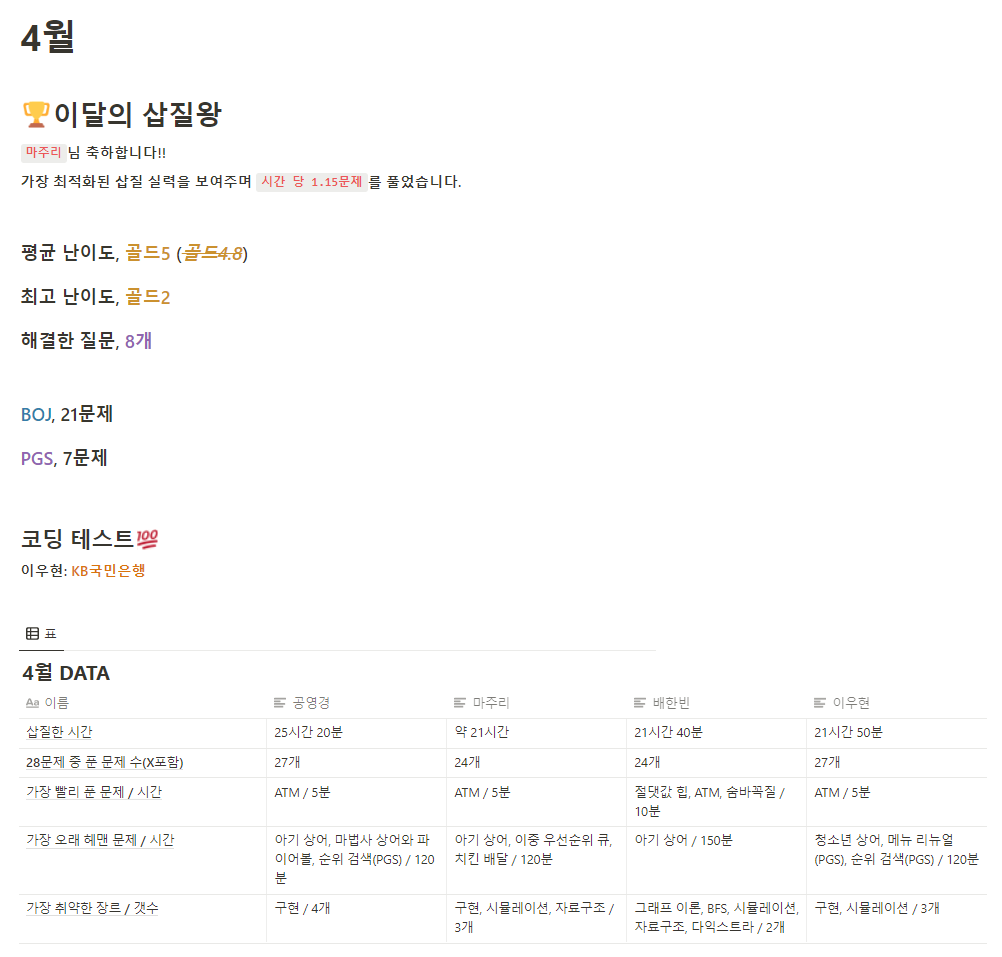 4월
🏆이달의 삽질왕
마주리 님 축하합니다!!
가장 최적화된 삽질 실력을 보여주며 시간 당 1.15문제 를 풀었습니다.
평균 난이도, 골드5 (골드4.8)
최고 난이도, 골드2
해결한 질문, 8개
BOJ, 21문제
PGS, 7문제
코딩 테스트💯
이우현: KB국민은행
표
4월 DATA
Aa 이름 공영경 마주리 배한빈 이우현
삽질한 시간 25시간 20분 약 21시간 21시간 40분 21시간 50분
28문제 중 푼 문제 수(X포함) 27개 24개 24개 27개
가장 빨리 푼 문제 / 시간 ATM / 5분 ATM / 5분 절댓값 힙, ATM, 숨바꼭질 / ATM / 5분
10분
가장 오래 헤맨 문제 / 시간 아기 상어, 마법사 상어와 파 아기 상어, 이중 우선순위 큐, 아기 상어 / 150분 청소년 상어, 메뉴 리뉴얼
이어볼, 순위 검색(PGS) / 120 치킨 배달 / 120분 (PGS), 순위 검색(PGS) / 120분
분
가장 취약한 장르 / 갯수 구현 / 4개 구현, 시뮬레이션, 자료구조 / 그래프 이론, BFS, 시뮬레이션, 구현, 시뮬레이션 / 3개
3개 자료구조, 다익스트라 / 2개